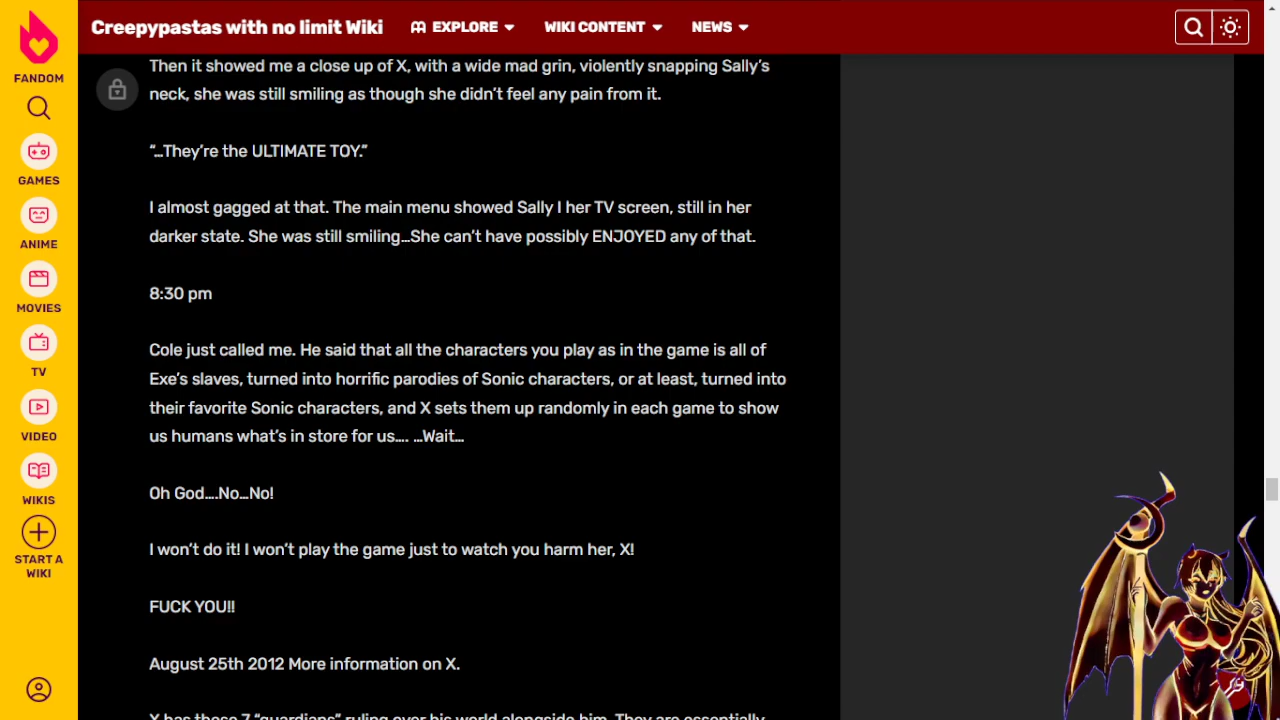 Creepypastas with no limit Wiki
EXPLORE
WIKI CONTENT
NEWS
FANDOM
GAMES
ANIME
MOVIES
TV
VIDEO
WIKIS
START A
WIKI
Then it showed me a close up of X, with a wide mad grin, violently snapping Sally’s
neck, she was still smiling as though she didn’t feel any pain from it.
“…They’re the ULTIMATE TOY.”
I almost gagged at that. The main menu showed Sally I her TV screen, still in her
darker state. She was still smiling…She can’t have possibly ENJOYED any of that.
8:30 pm
Cole just called me. He said that all the characters you play as in the game is all of
Exe’s slaves, turned into horrific parodies of Sonic characters, or at least, turned into
their favorite Sonic characters, and X sets them up randomly in each game to show
us humans what’s in store for us…. …Wait…
Oh God….No…No!
I won’t do it! I won’t play the game just to watch you harm her, X!
FUCK YOU!!
August 25th 2012 More information on X.
X has these 7 “guardians” ruling over his world alongside him. They are essentially